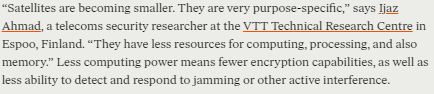 “Satellites are becoming smaller. They are very purpose-specific,” says Ijaz
Ahmad, a telecoms security researcher at the VTT Technical Research Centre in
Espoo, Finland. “They have less resources for computing, processing, and also
memory.” Less computing power means fewer encryption capabilities, as well as
less ability to detect and respond to jamming or other active interference.